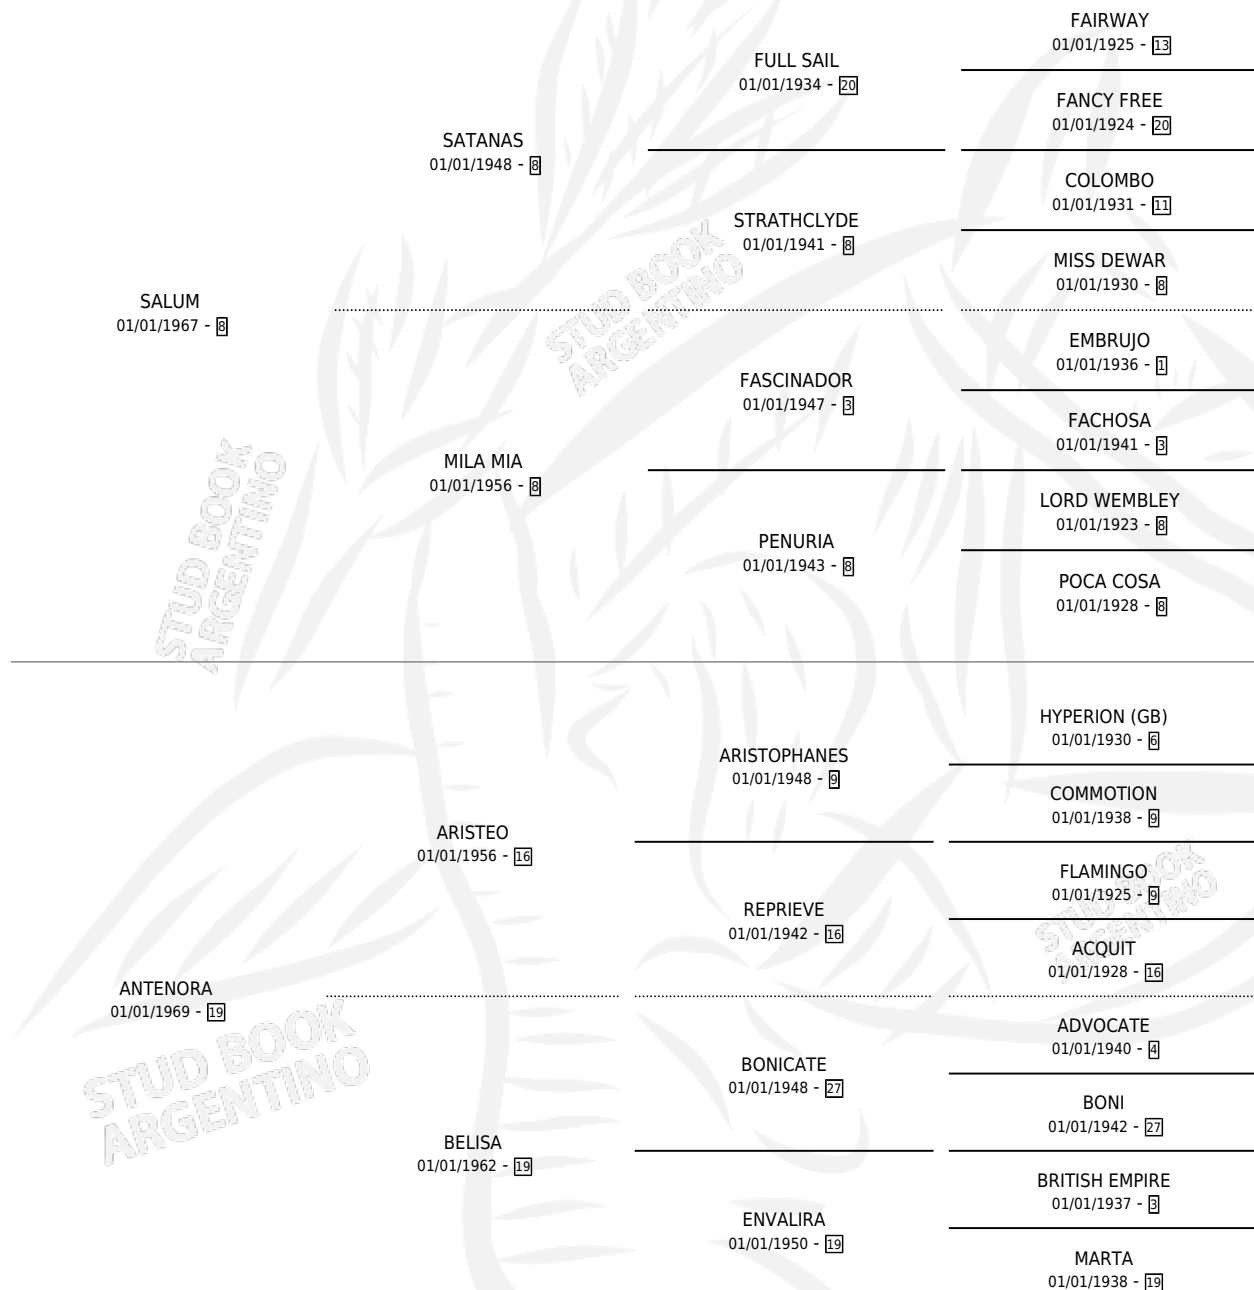 FAIRWAY
01/01/1925 - 13
FULL SAIL
01/01/1934 - 20
FANCY FREE
01/01/1924 - 20
SATANAS
01/01/1948 - 8
COLOMBO
01/01/1931 - 11
STRATHCLYDE
01/01/1941 - 8
MISS DEWAR
01/01/1930 - 8
SALUM
01/01/1967 - 8
EMBRUJO
01/01/1936 - 1
FASCINADOR
01/01/1947 - 3
FACHOSA
01/01/1941 - 3
MILA MIA
01/01/1956 - 8
LORD WEMBLEY
01/01/1923 - 8
PENURIA
01/01/1943 - 8
POCA COSA
01/01/1928 - 8
HYPERION (GB)
01/01/1930 - 6
ARISTOPHANES
01/01/1948 - 9
COMMOTION
01/01/1938 - 9
ARISTEO
01/01/1956 - 16
FLAMINGO
01/01/1925 - 9
REPRIEVE
01/01/1942 - 16
ACQUIT
01/01/1928 - 16
ANTENORA
01/01/1969 - 19
ADVOCATE
01/01/1940 - 4
BONICATE
01/01/1948 - 27
BONI
01/01/1942 - 27
BELISA
01/01/1962 - 19
BRITISH EMPIRE
01/01/1937 - 3
ENVALIRA
01/01/1950 - 19
MARTA
01/01/1938 - 19
STUD BOOK
ARGENTINO
STUD BOOK
ARGENTINO
STUD BOOK
ARGENTINO
STUD BOOK
ARGENTINO